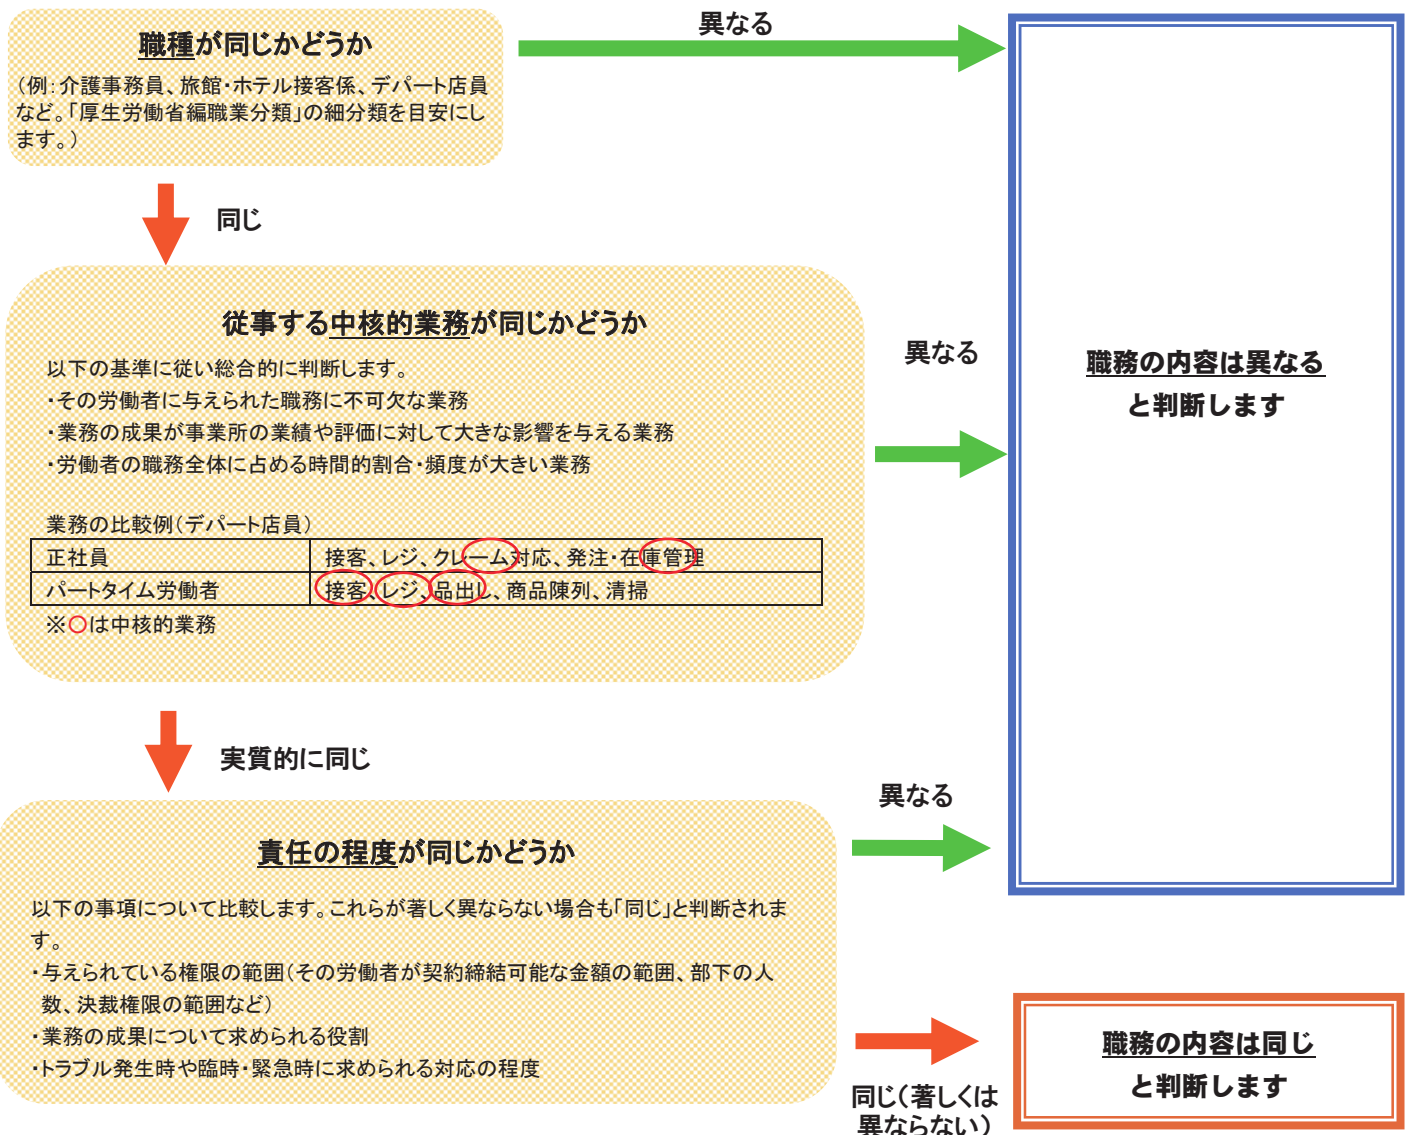 職種が同じかどうか
(例:介護事務員、旅館・ホテル接客係、デパート店員
など。「厚生労働省編職業分類」の細分類を目安にし
ます。)
異なる
同じ
従事する中核的業務が同じかどうか
以下の基準に従い総合的に判断します。
・その労働者に与えられた職務に不可欠な業務
・業務の成果が事業所の業績や評価に対して大きな影響を与える業務
・労働者の職務全体に占める時間的割合・頻度が大きい業務
業務の比較例(デパート店員)
正社員 接客、レジ、クレーム対応、発注・在庫管理
パートタイム労働者 接客、レジ、品出し、商品陳列、清掃
※○は中核的業務
異なる
職務の内容は異なる
と判断します
実質的に同じ
責任の程度が同じかどうか
以下の事項について比較します。これらが著しく異ならない場合も「同じ」と判断されま
す。
・与えられている権限の範囲(その労働者が契約締結可能な金額の範囲、部下の人
数、決裁権限の範囲など)
・業務の成果について求められる役割
・トラブル発生時や臨時・緊急時に求められる対応の程度
異なる
同じ(著しくは
異ならない)
職務の内容は同じ
と判断します